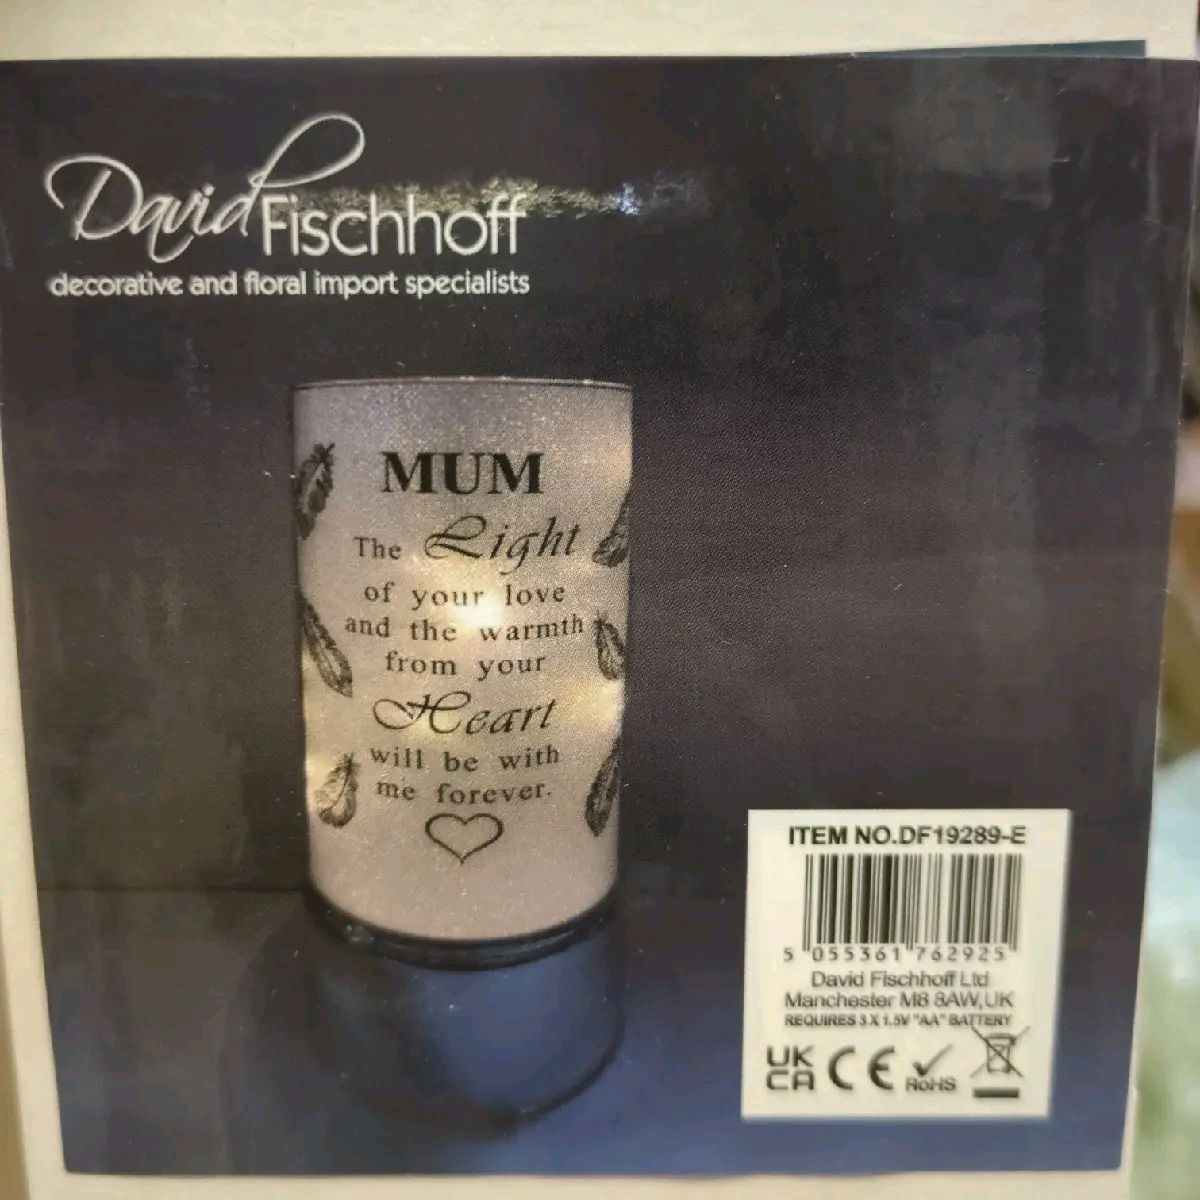 David Fischhoff
decorative and floral import specialists
MUM
The Light
of your love
and the warmth
from your
Heart
will be with
me forever.
ITEM NO.DF19289-E
5 055361 762925
David Fischhoff Ltd
Manchester M8 8AW,UK
REQUIRES 3 X 1.5V "AA" BATTERY
UK
CA CE RoHS